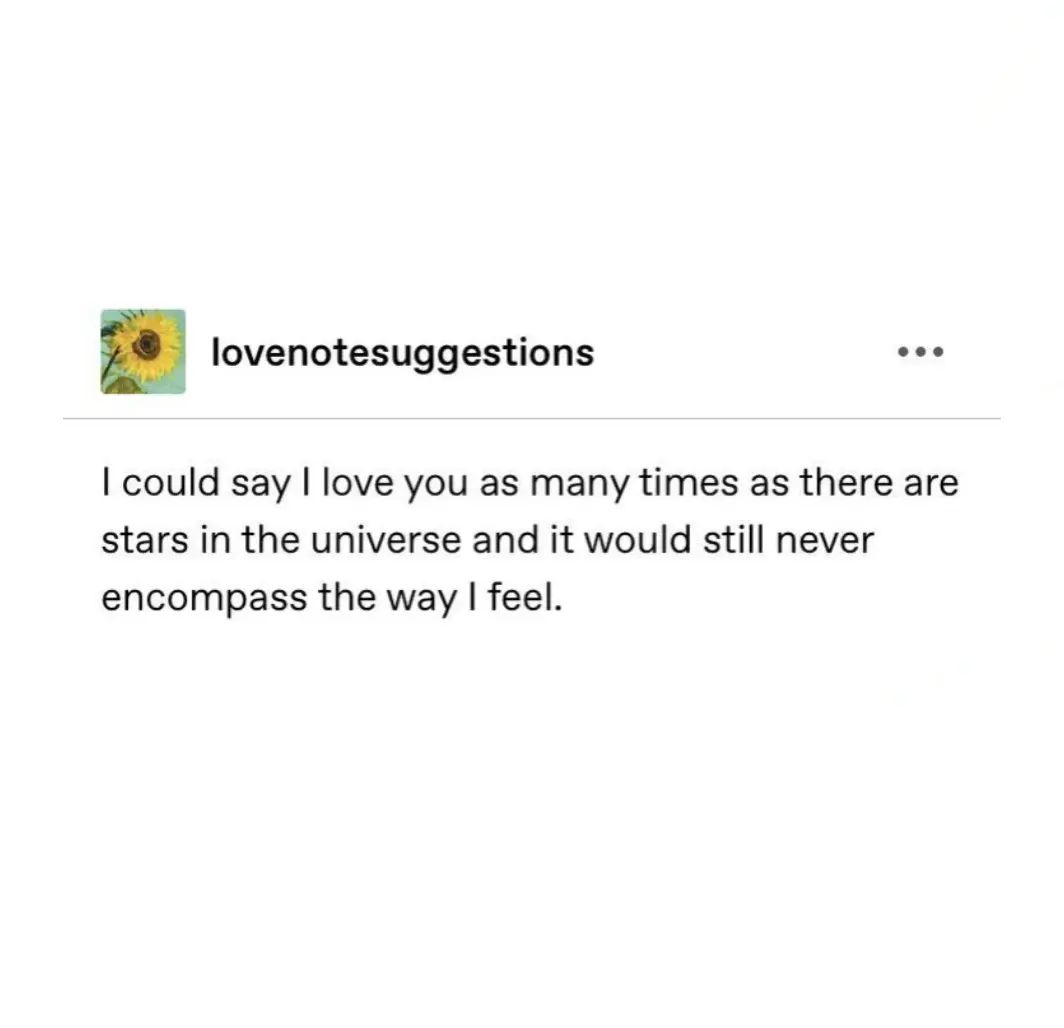 lovenotesuggestions
I could say I love you as many times as there are
stars in the universe and it would still never
encompass the way I feel.